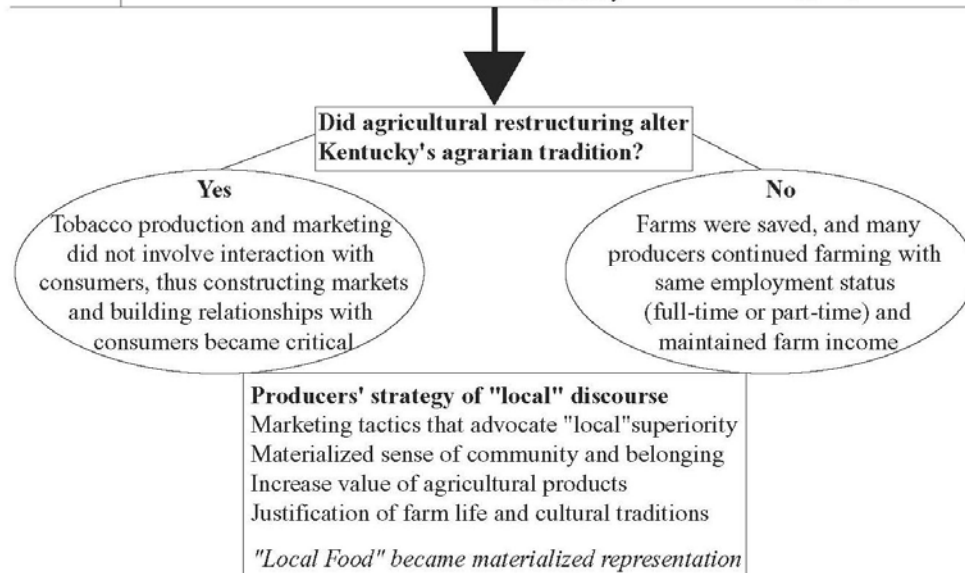 Did agricultural restructuring alter
Kentucky's agrarian tradition?
Yes
Tobacco production and marketing
did not involve interaction with
consumers, thus constructing markets
and building relationships with
consumers became critical
No
Farms were saved, and many
producers continued farming with
same employment status
(full-time or part-time) and
maintained farm income
Producers' strategy of "local" discourse
Marketing tactics that advocate "local"superiority
Materialized sense of community and belonging
Increase value of agricultural products
Justification of farm life and cultural traditions
"Local Food" became materialized representation